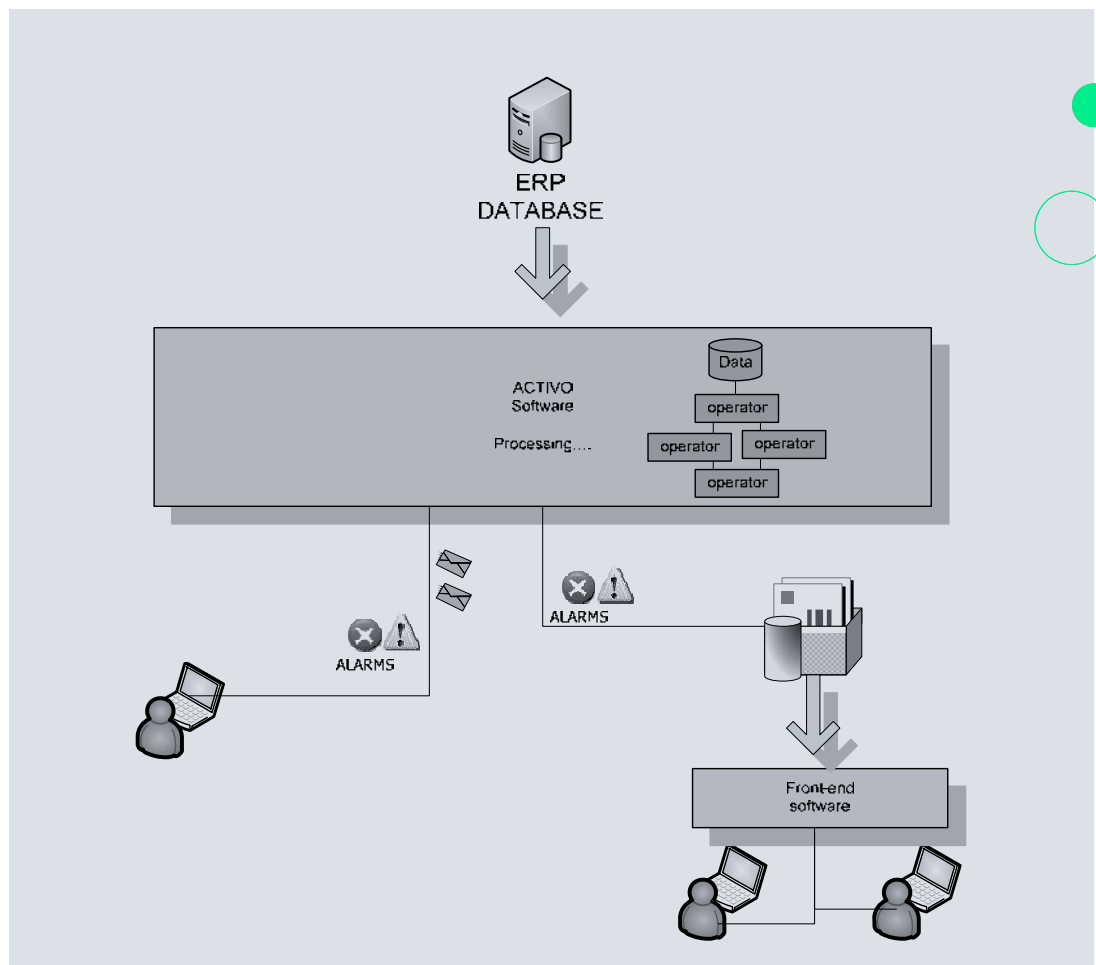 ERP
DATABASE
Data
ACTIVO
Software
operator
Processing....
operator
operator
operator
ALARMS
ALARMS
Front-end
software